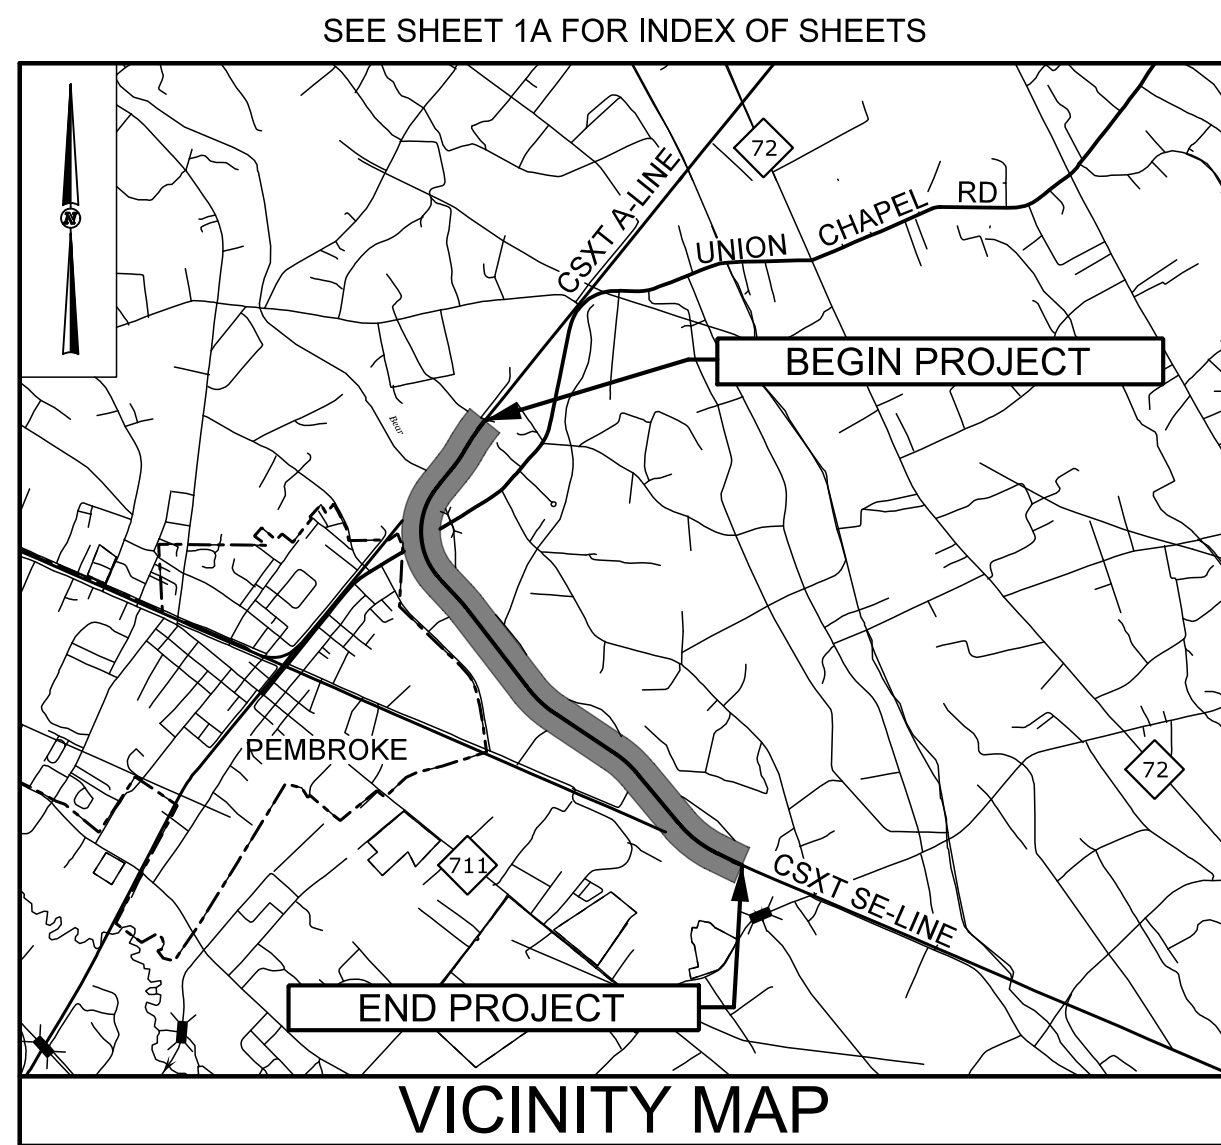 SEE SHEET 1A FOR INDEX OF SHEETS
N
72
CSXT A-LINE
UNION CHAPEL RD
BEGIN PROJECT
Bear
PEMBROKE
72
711
CSXT SE-LINE
END PROJECT
VICINITY MAP